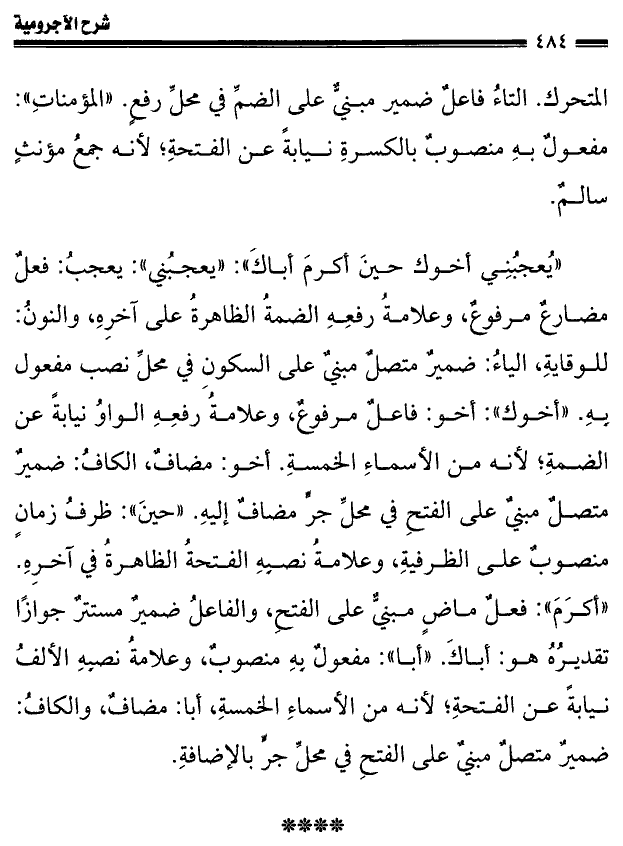 شرح الآجرومية
٤٨٤
المتحرك. التاءُ فاعلٌ ضمير مبنيٌّ على الضمِّ في محلِّ رفعٍ. «المؤمناتِ»:
مفعولٌ بهِ منصوبٌ بالكسرةِ نيابةً عن الفتحةِ؛ لأنه جمعُ مؤنثٍ
سالمٌ.
«يُعجبُنِي أخوك حينَ أكرمَ أباكَ»: «يعجبُني»: يعجبُ: فعلٌ
مضارعٌ مرفوعٌ، وعلامةُ رفعِهِ الضمةُ الظاهرةُ على آخرِهِ، والنونُ:
للوقايةِ، الياءُ: ضميرٌ متصلٌ مبنيٌ على السكونِ في محلِّ نصب مفعول
بِهِ. «أخوك»: أخو: فاعلٌ مرفوعٌ، وعلامةُ رفعِهِ الواوُ نيابةً عن
الضمةِ؛ لأنه من الأسماءِ الخمسةِ. أخو: مضافٌ، الكافُ: ضميرٌ
متصلٌ مبنيٌ على الفتحِ في محلِّ جرٍّ مضافٌ إليهِ. «حينَ»: ظرفُ زمانٍ
منصوبٌ على الظرفيةِ، وعلامةُ نصبِهِ الفتحةُ الظاهرةُ في آخرِهِ.
«أكرَمَ»: فعلٌ ماضٍ مبنيٌّ على الفتحِ، والفاعلُ ضميرٌ مستترٌ جوازًا
تقديرُهُ هو: أباكَ. «أبا»: مفعولٌ بِهِ منصوبٌ، وعلامةُ نصبِهِ الألفُ
نيابةً عن الفتحةِ؛ لأنه من الأسماءِ الخمسةِ، أبا: مضافٌ، والكافُ:
ضميرٌ متصلٌ مبنيٌ على الفتحِ في محلِّ جرٍّ بالإضافةِ.
****